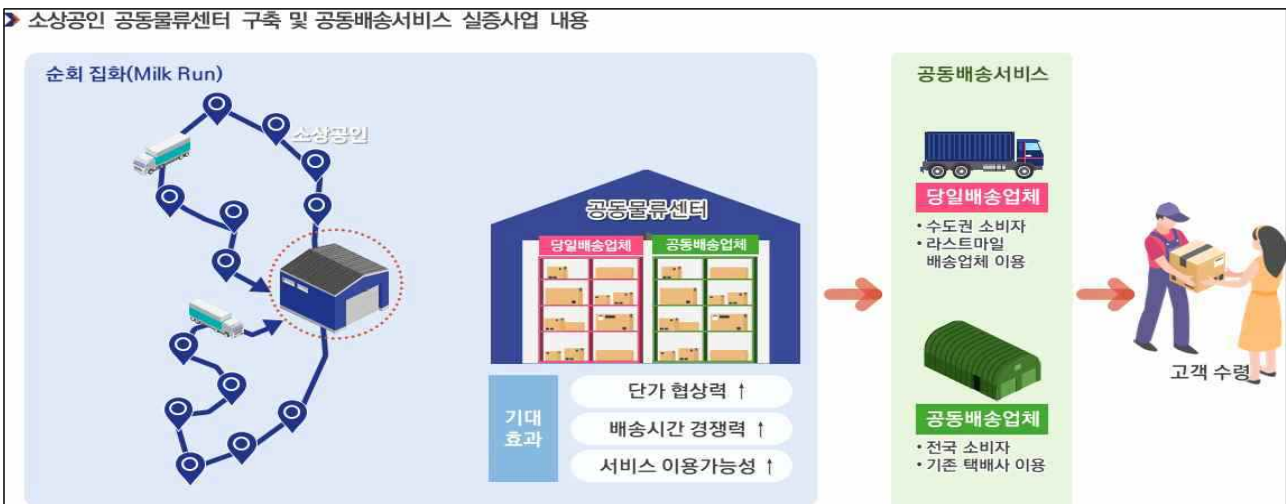 소상공인 공동물류센터 구축 및 공동배송서비스 실증사업 내용
순회 집화(Milk Run)
소상공인
공동물류센터
당일배송업체
공동배송업체
기대
효과
단가 협상력 ↑
배송시간 경쟁력 ↑
서비스 이용가능성 ↑
공동배송서비스
당일배송업체
• 수도권 소비자
• 라스트마일
배송업체 이용
공동배송업체
• 전국 소비자
• 기존 택배사 이용
고객 수령